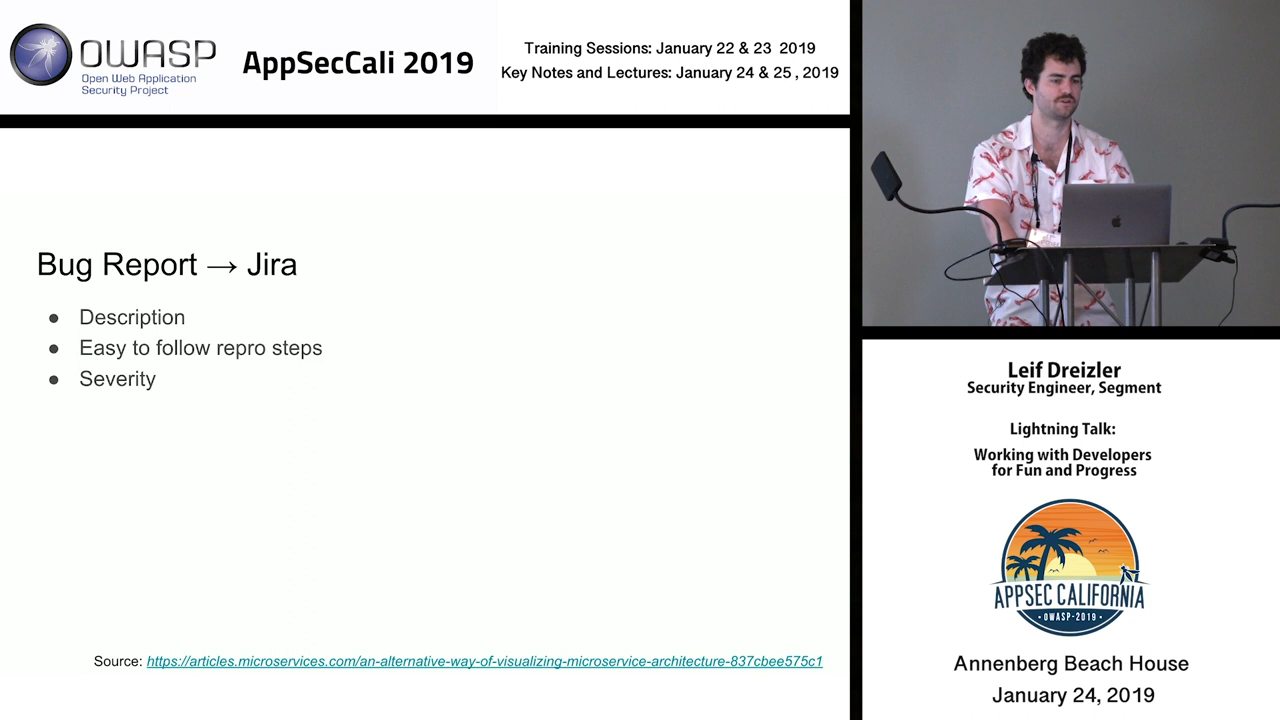 OWASP
Open Web Application
Security Project
AppSecCali 2019
Training Sessions: January 22 & 23 2019
Key Notes and Lectures: January 24 & 25 , 2019
Bug Report → Jira
● Description
● Easy to follow repro steps
● Severity
Source: https://articles.microservices.com/an-alternative-way-of-visualizing-microservice-architecture-837cbee575c1
Leif Dreizler
Security Engineer, Segment
Lightning Talk:
Working with Developers
for Fun and Progress
APPSEC CALIFORNIA
• OWASP-2019 •
Annenberg Beach House
January 24, 2019